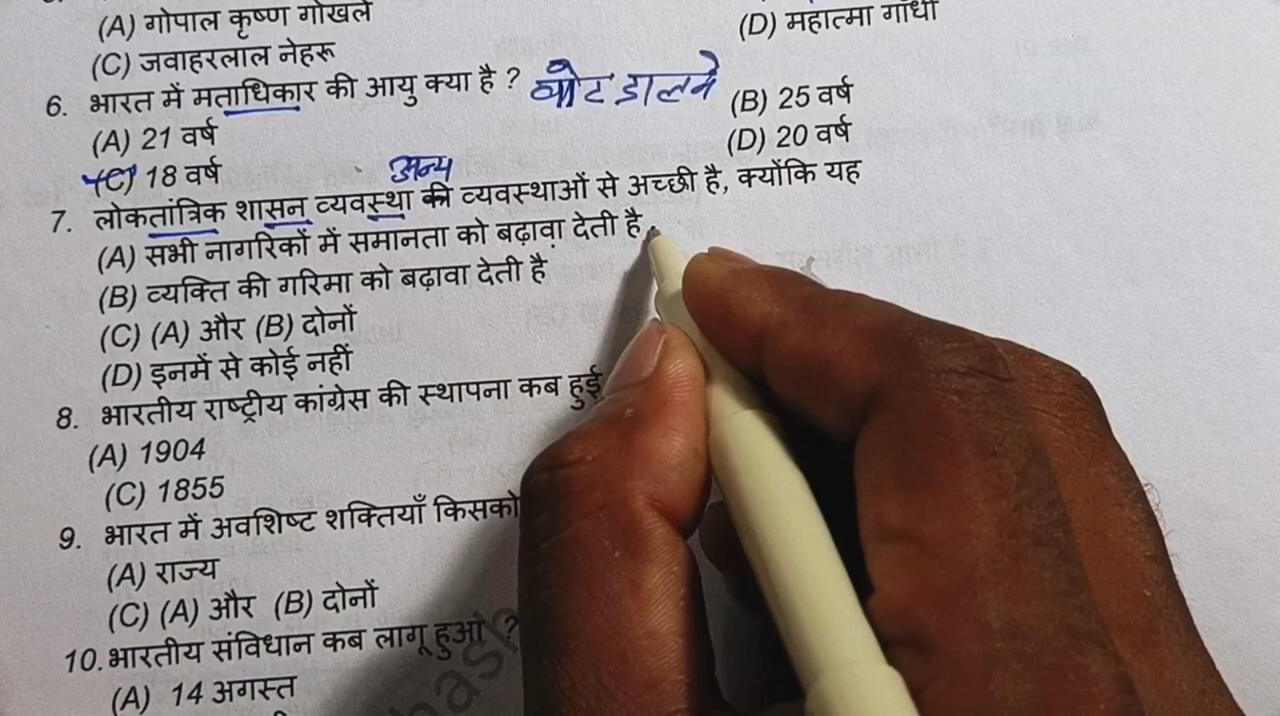 (A) गोपाल कृष्ण गोखले
(D) महात्मा गाँधी
(C) जवाहरलाल नेहरू
6. भारत में मताधिकार की आयु क्या है ? वोट डालने
(B) 25 वर्ष
(A) 21 वर्ष
(D) 20 वर्ष
(C) 18 वर्ष
अन्य
7. लोकतांत्रिक शासन व्यवस्था की व्यवस्थाओं से अच्छी है, क्योंकि यह
(A) सभी नागरिकों में समानता को बढ़ावा देती है
(B) व्यक्ति की गरिमा को बढ़ावा देती है
(C) (A) और (B) दोनों
(D) इनमें से कोई नहीं
8. भारतीय राष्ट्रीय कांग्रेस की स्थापना कब हुई
(A) 1904
(C) 1855
9. भारत में अवशिष्ट शक्तियाँ किसको
(A) राज्य
(C) (A) और (B) दोनों
10. भारतीय संविधान कब लागू हुआ ?
(A) 14 अगस्त